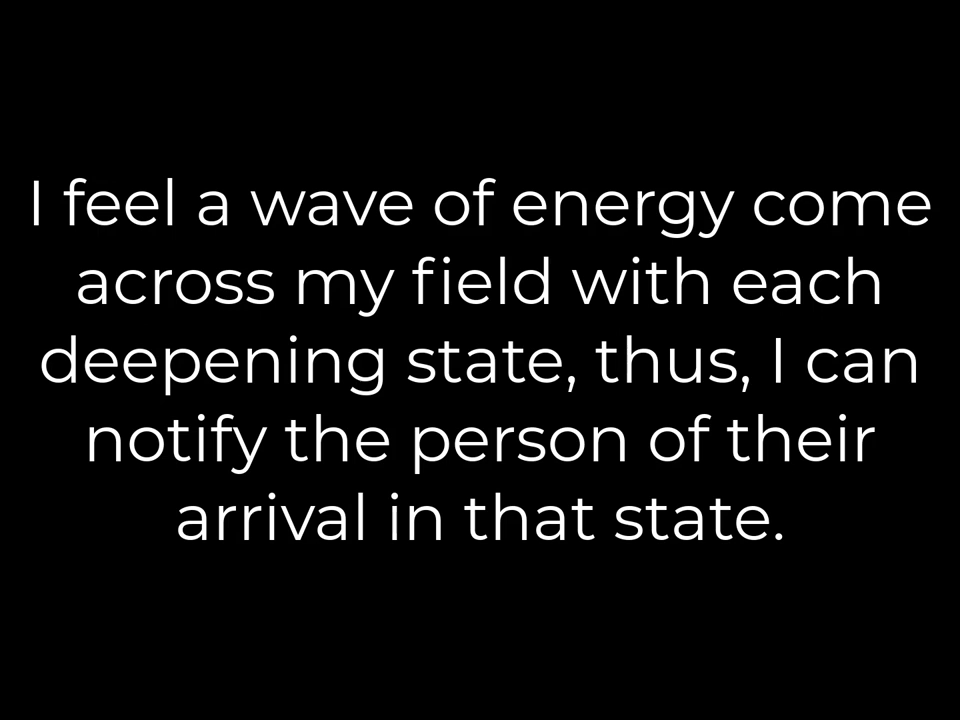 I feel a wave of energy come
across my field with each
deepening state, thus, I can
notify the person of their
arrival in that state.